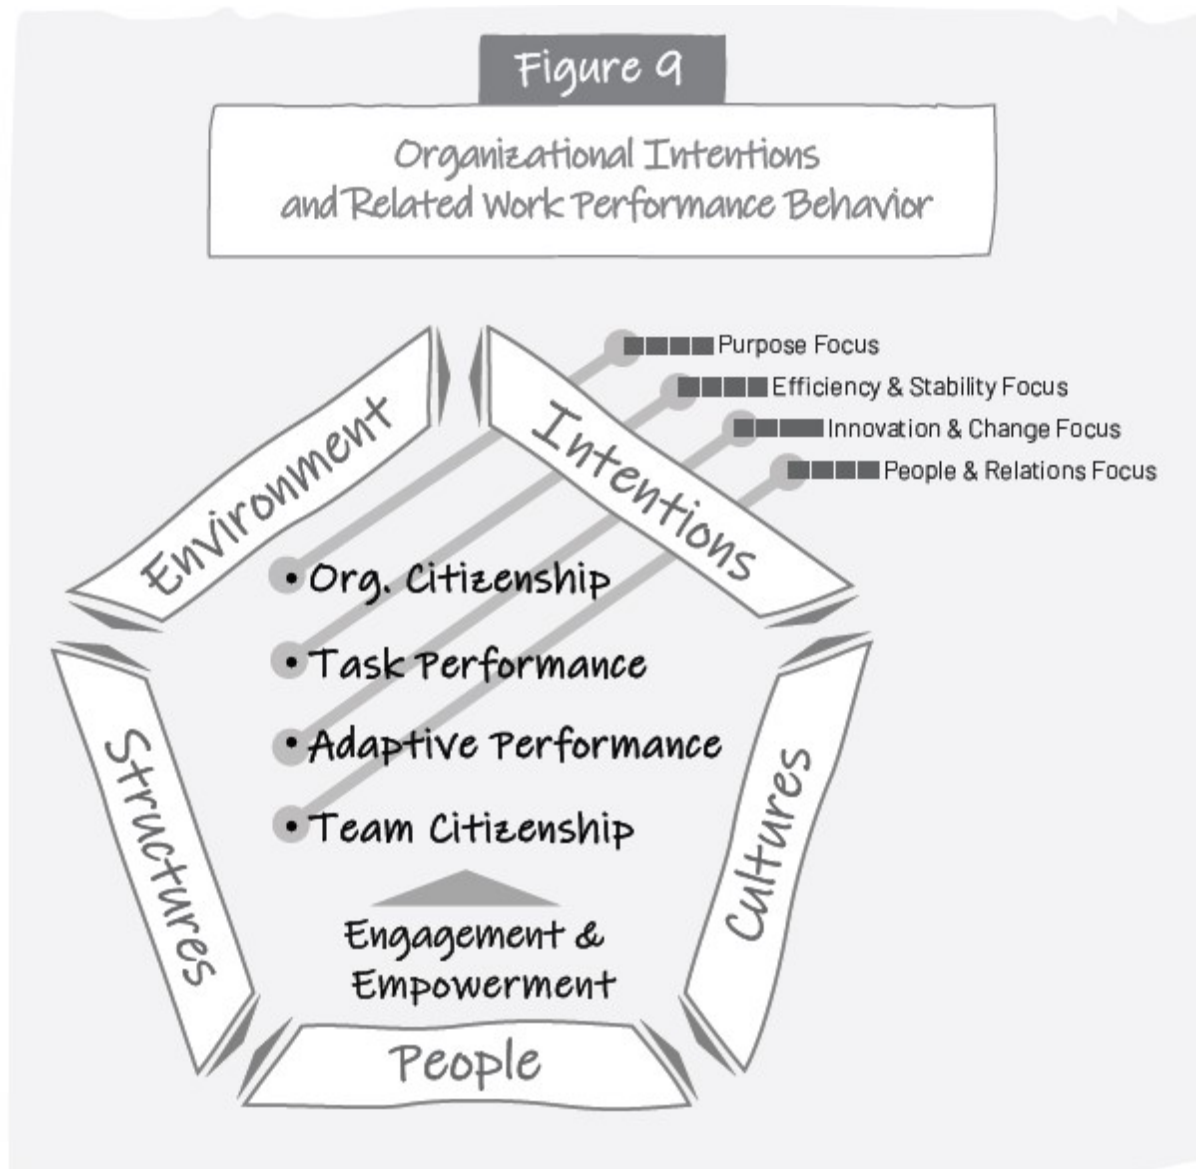 Figure 9
Organizational Intentions
and Related Work Performance Behavior
Purpose Focus
Efficiency & Stability Focus
Innovation & Change Focus
People & Relations Focus
Environment
Intentions
• Org. Citizenship
• Task Performance
• Adaptive Performance
• Team Citizenship
Structures
Cultures
Engagement &
Empowerment
People